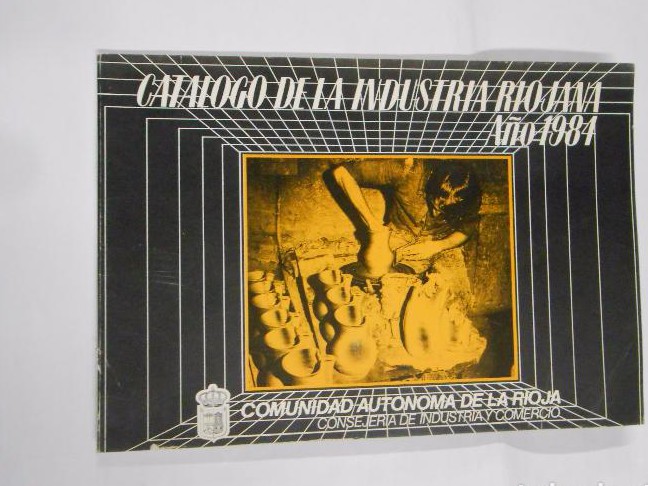 CATALOGO DE LA INDUSTRIA RIOJANA
Año 1984
COMUNIDAD AUTONOMA DE LA RIOJA
CONSEJERIA DE INDUSTRIA Y COMERCIO